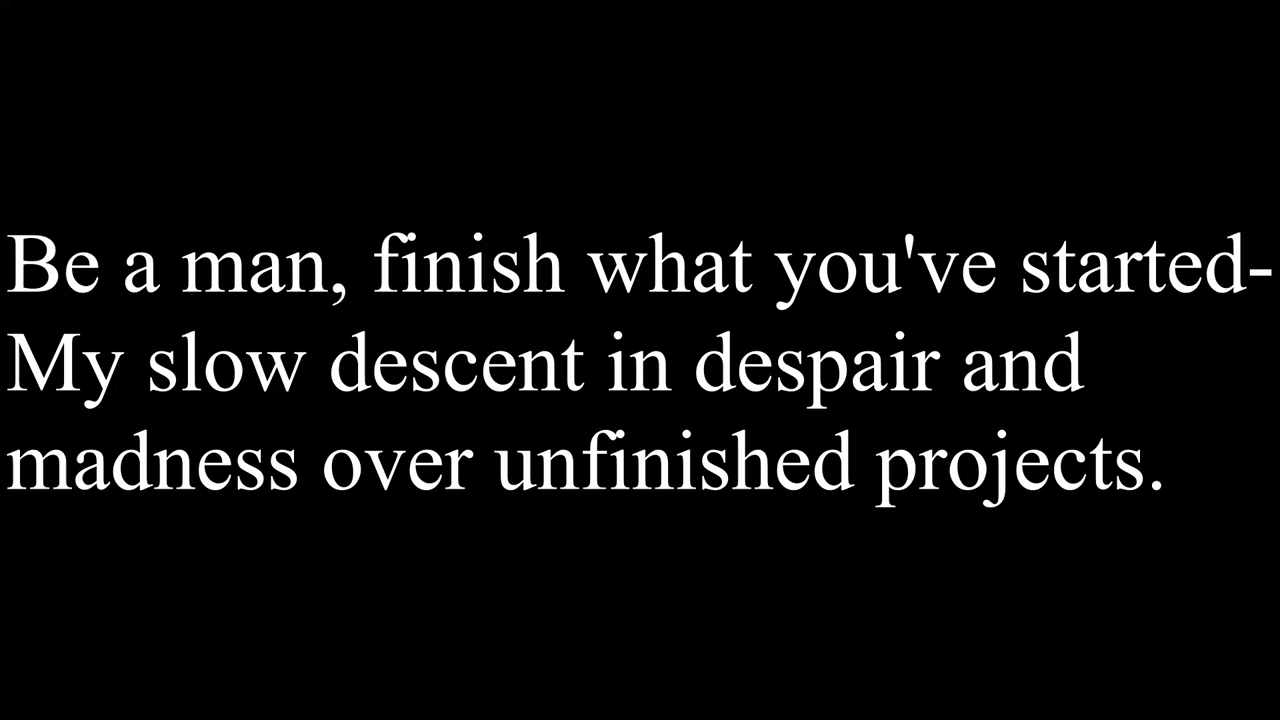 Be a man, finish what you've started-
My slow descent in despair and
madness over unfinished projects.